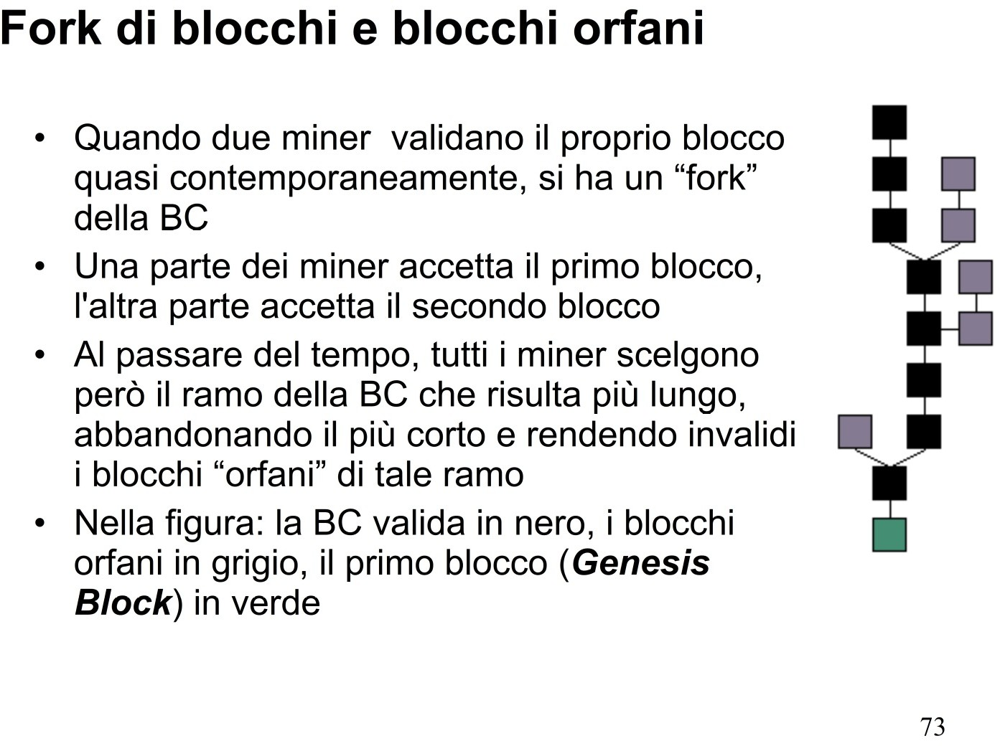 Fork di blocchi e blocchi orfani
• Quando due miner  validano il proprio blocco
quasi contemporaneamente, si ha un “fork”
della BC
• Una parte dei miner accetta il primo blocco,
l'altra parte accetta il secondo blocco
• Al passare del tempo, tutti i miner scelgono
però il ramo della BC che risulta più lungo,
abbandonando il più corto e rendendo invalidi
i blocchi “orfani” di tale ramo
• Nella figura: la BC valida in nero, i blocchi
orfani in grigio, il primo blocco (Genesis
Block) in verde
73